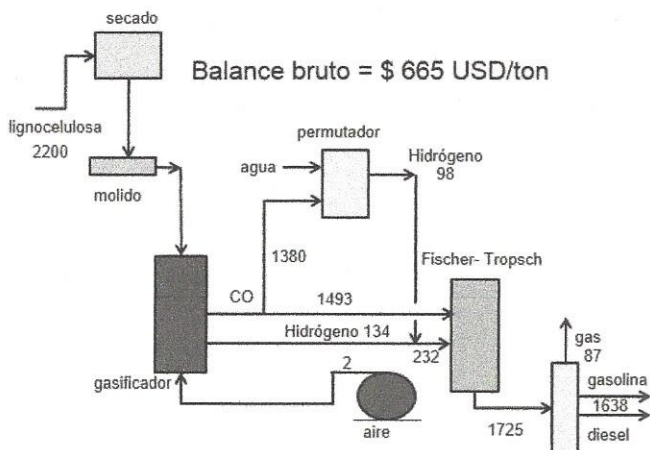 secado
Balance bruto = $ 665 USD/ton
lignocelulosa
2200
permutador
agua
Hidrógeno
98
molido
1380
Fischer- Tropsch
CO
1493
Hidrógeno 134
232
gas
87
gasificador
2
gasolina
1638
diesel
1725
aire